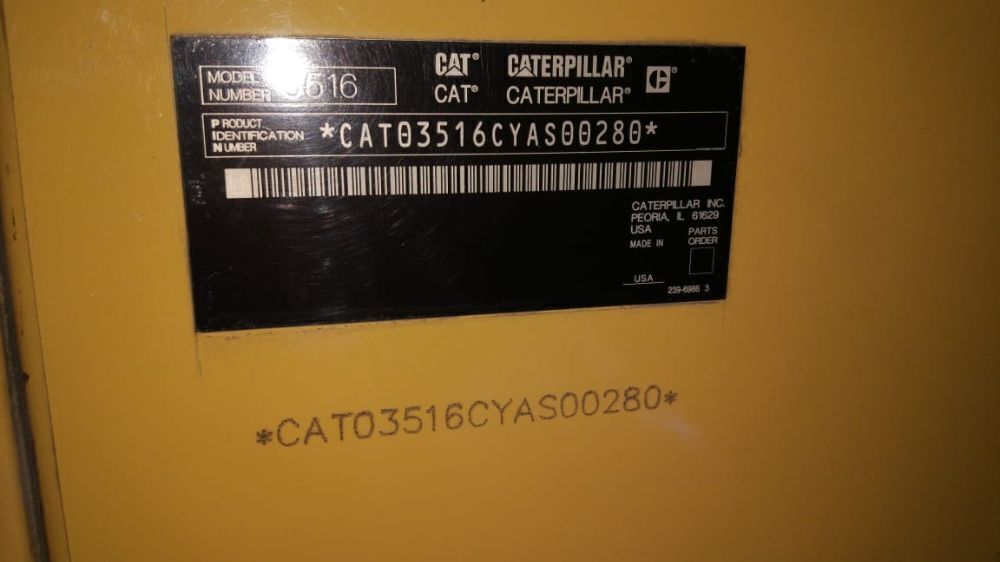 MODEL
NUMBER 3516
CAT® CATERPILLAR®
CAT® CATERPILLAR®
PRODUCT
IDENTIFICATION
NUMBER
*CAT03516CYAS00280*
CATERPILLAR INC.
PEORIA, IL 61629
USA
MADE IN
USA
PARTS
ORDER
239-6986 3
*CAT03516CYAS00280*